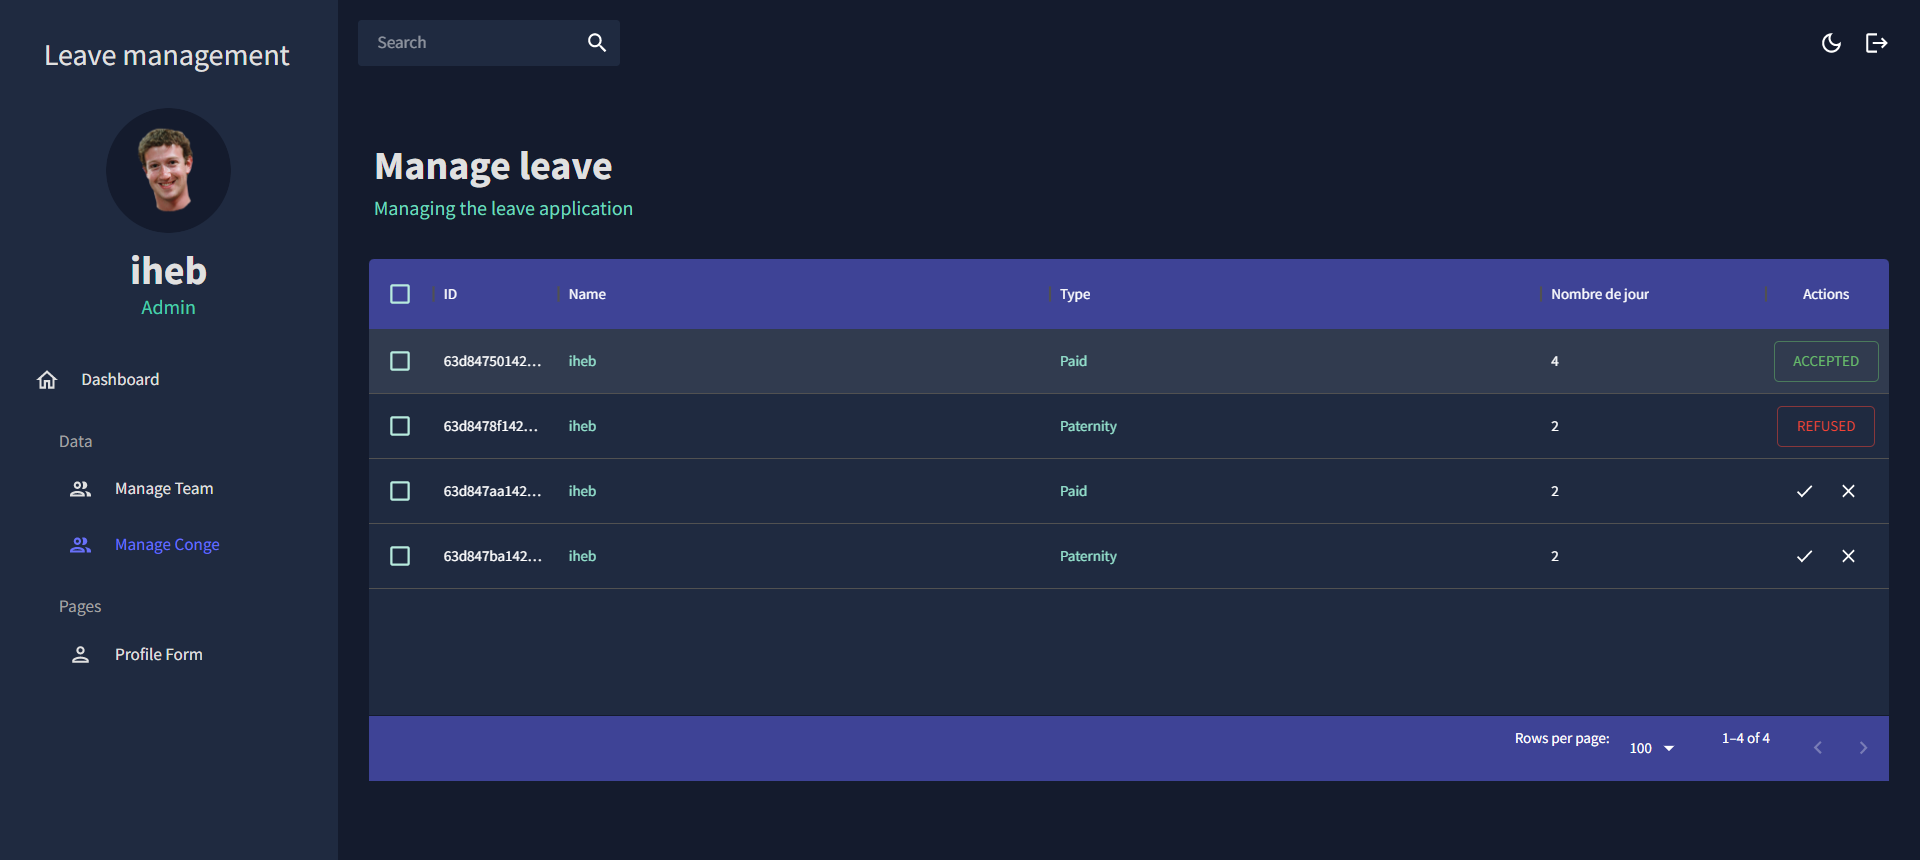 Leave management
iheb
Admin
Dashboard
Data
Manage Team
Manage Conge
Pages
Profile Form
Search
Manage leave
Managing the leave application
ID Name Type Nombre de jour Actions
63d84750142... iheb Paid 4 ACCEPTED
63d8478f142... iheb Paternity 2 REFUSED
63d847aa142... iheb Paid 2
63d847ba142... iheb Paternity 2
Rows per page: 100 1–4 of 4